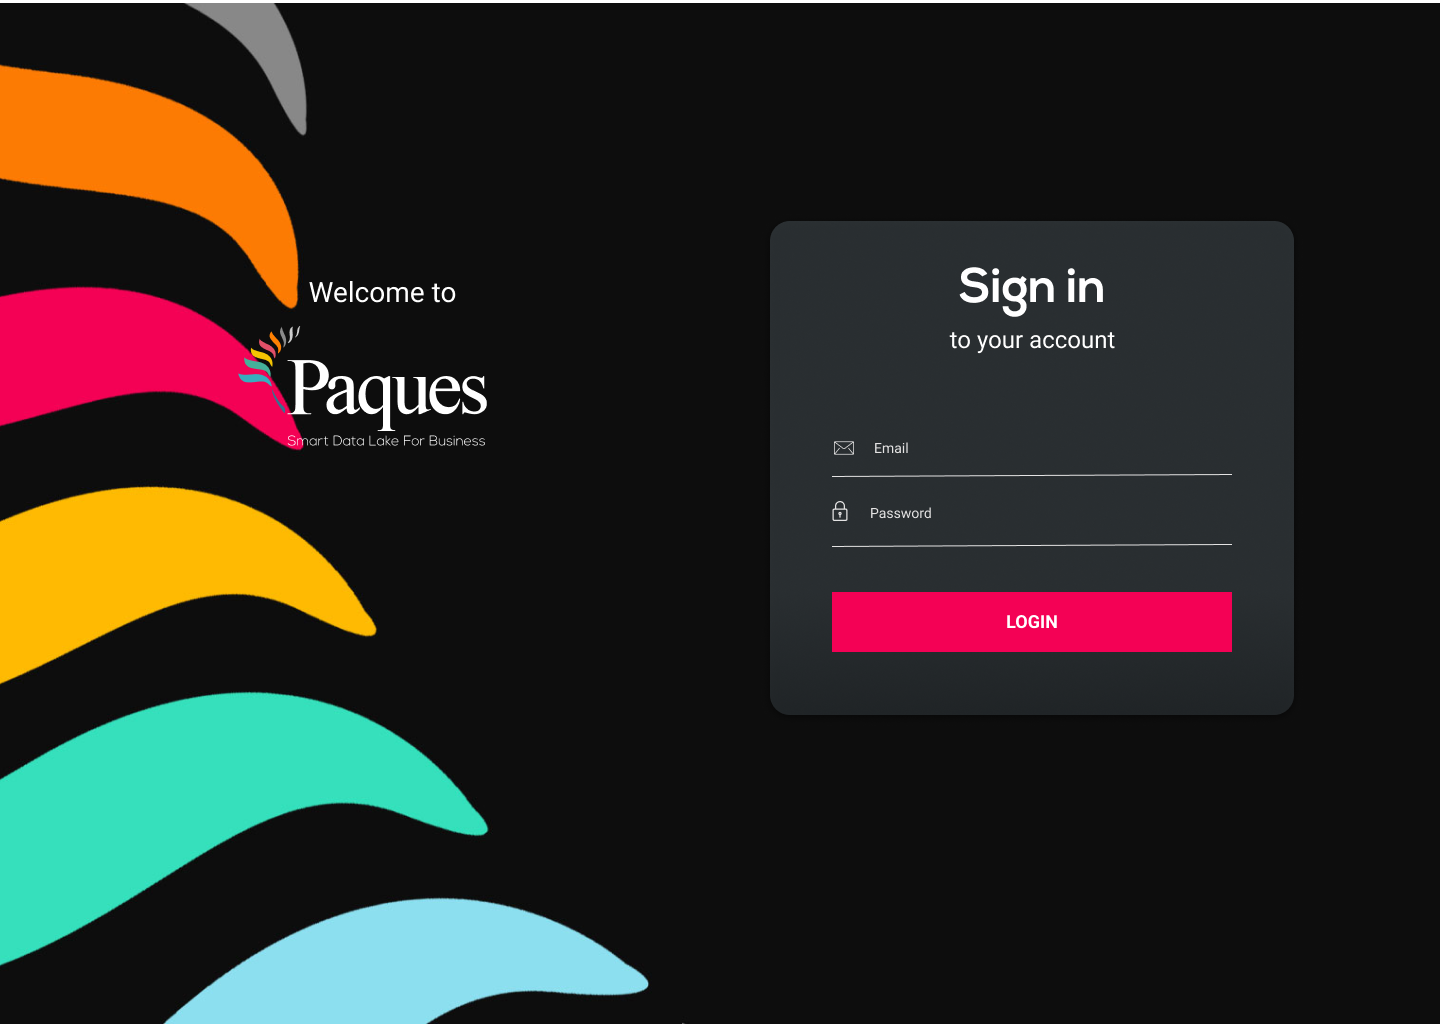 Welcome to
Paques
Smart Data Lake For Business
Sign in
to your account
Email
Password
LOGIN